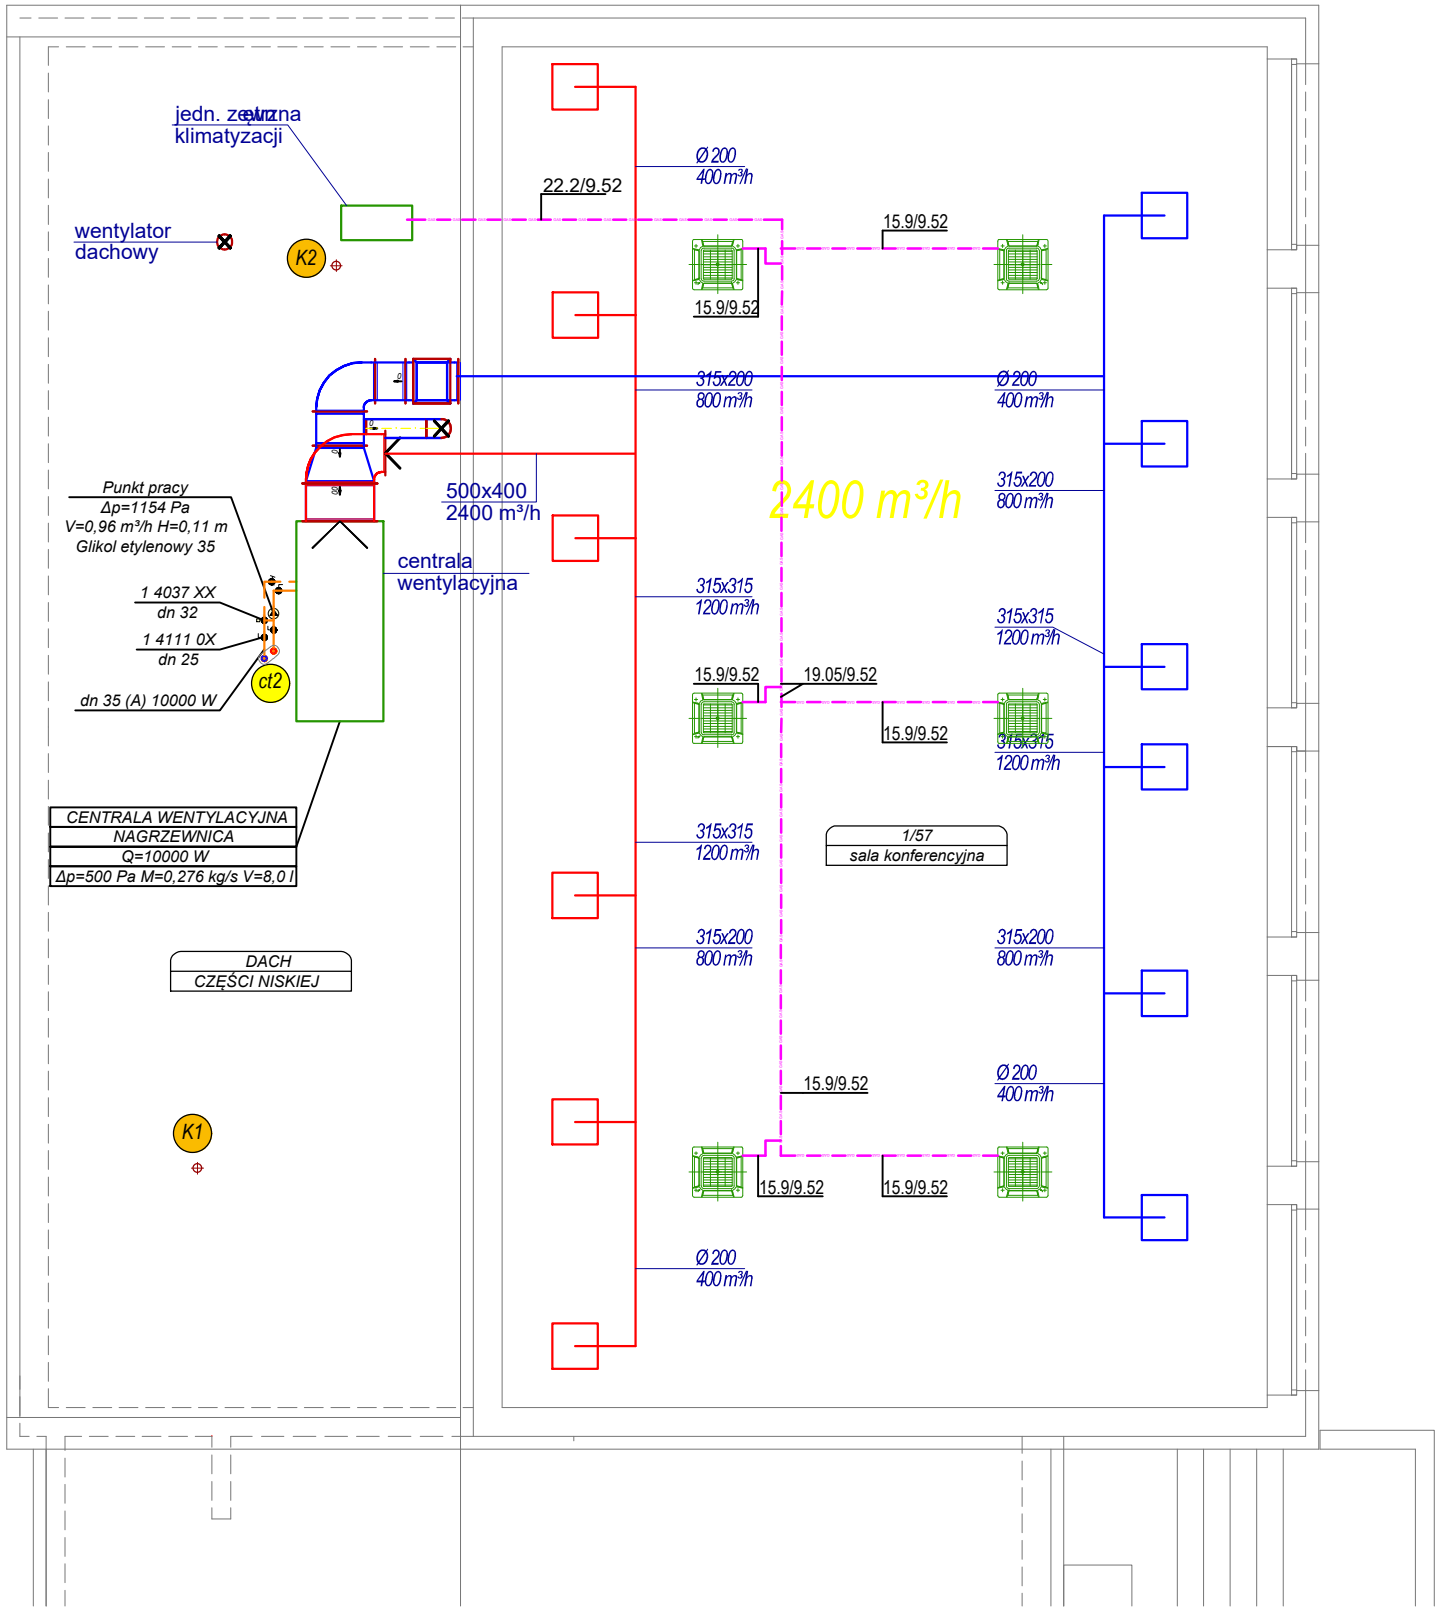 jedn. zewnętrzna
klimatyzacji
wentylator
dachowy
K2
22.2/9.52
Ø 200
400 m³/h
15.9/9.52
15.9/9.52
315x200
800 m³/h
Ø 200
400 m³/h
500x400
2400 m³/h
2400 m³/h
315x200
800 m³/h
Punkt pracy
Δp=1154 Pa
V=0,96 m³/h H=0,11 m
Glikol etylenowy 35
centrala
wentylacyjna
1 4037 XX
dn 32
1 4111 0X
dn 25
dn 35 (A) 10000 W
ct2
315x315
1200 m³/h
315x315
1200 m³/h
15.9/9.52
19.05/9.52
15.9/9.52
315x315
1200 m³/h
CENTRALA WENTYLACYJNA
NAGRZEWNICA
Q=10000 W
Δp=500 Pa M=0,276 kg/s V=8,0 l
315x315
1200 m³/h
1/57
sala konferencyjna
DACH
CZĘŚCI NISKIEJ
315x200
800 m³/h
315x200
800 m³/h
K1
15.9/9.52
Ø 200
400 m³/h
15.9/9.52
15.9/9.52
Ø 200
400 m³/h